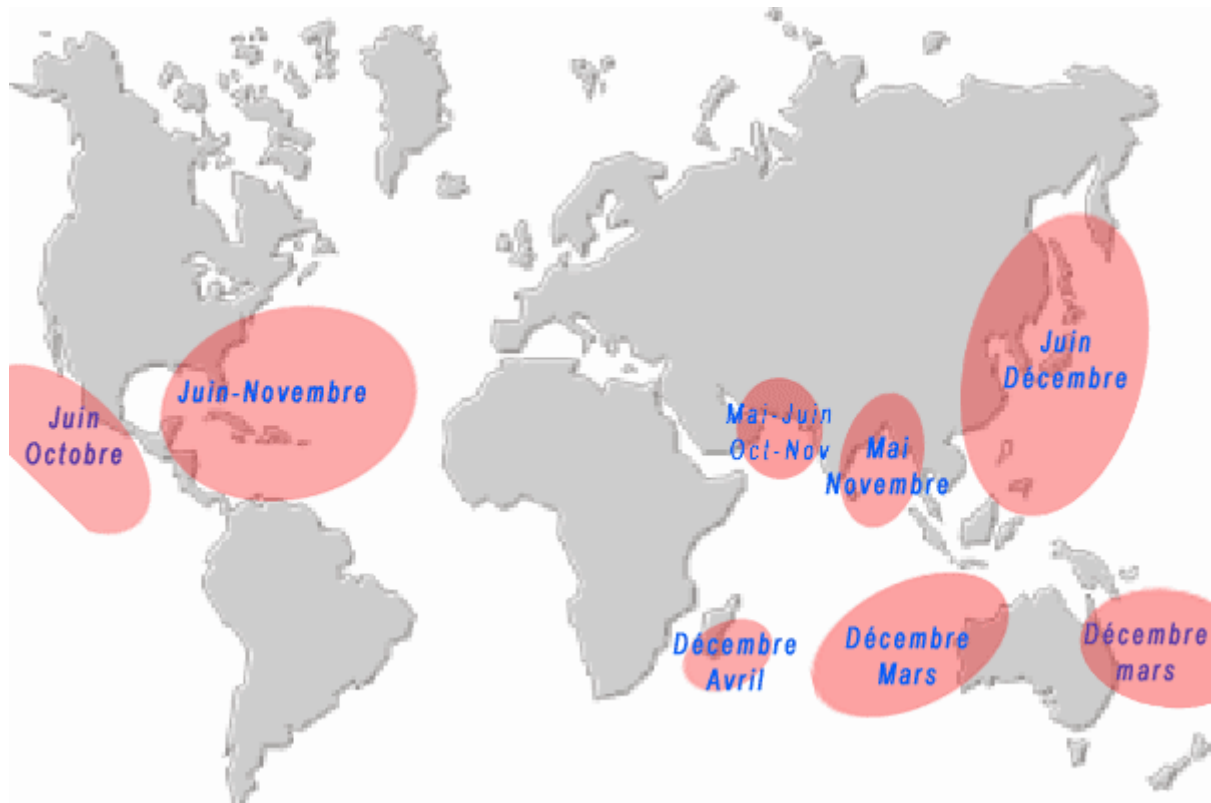 Juin-Novembre
Juin
Octobre
Mai-Juin
Oct-Nov
Mai
Novembre
Juin
Décembre
Décembre
Avril
Décembre
Mars
Décembre
mars